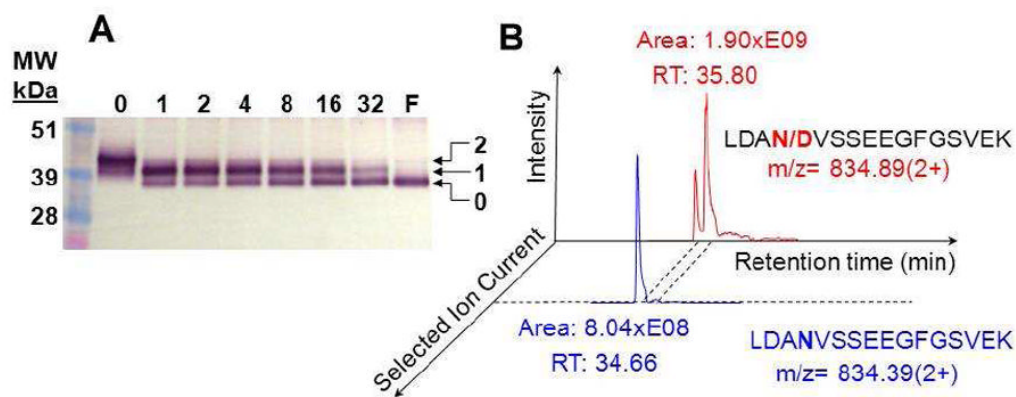 A
MW
kDa
0 1 2 4 8 16 32 F
51
39
28
2
1
0
B
Area: 1.90xE09
RT: 35.80
Intensity
LDAN/DVSSEEGFGSVEK
m/z= 834.89(2+)
Retention time (min)
Selected Ion Current
Area: 8.04xE08
RT: 34.66
LDANVSSEEGFGSVEK
m/z= 834.39(2+)